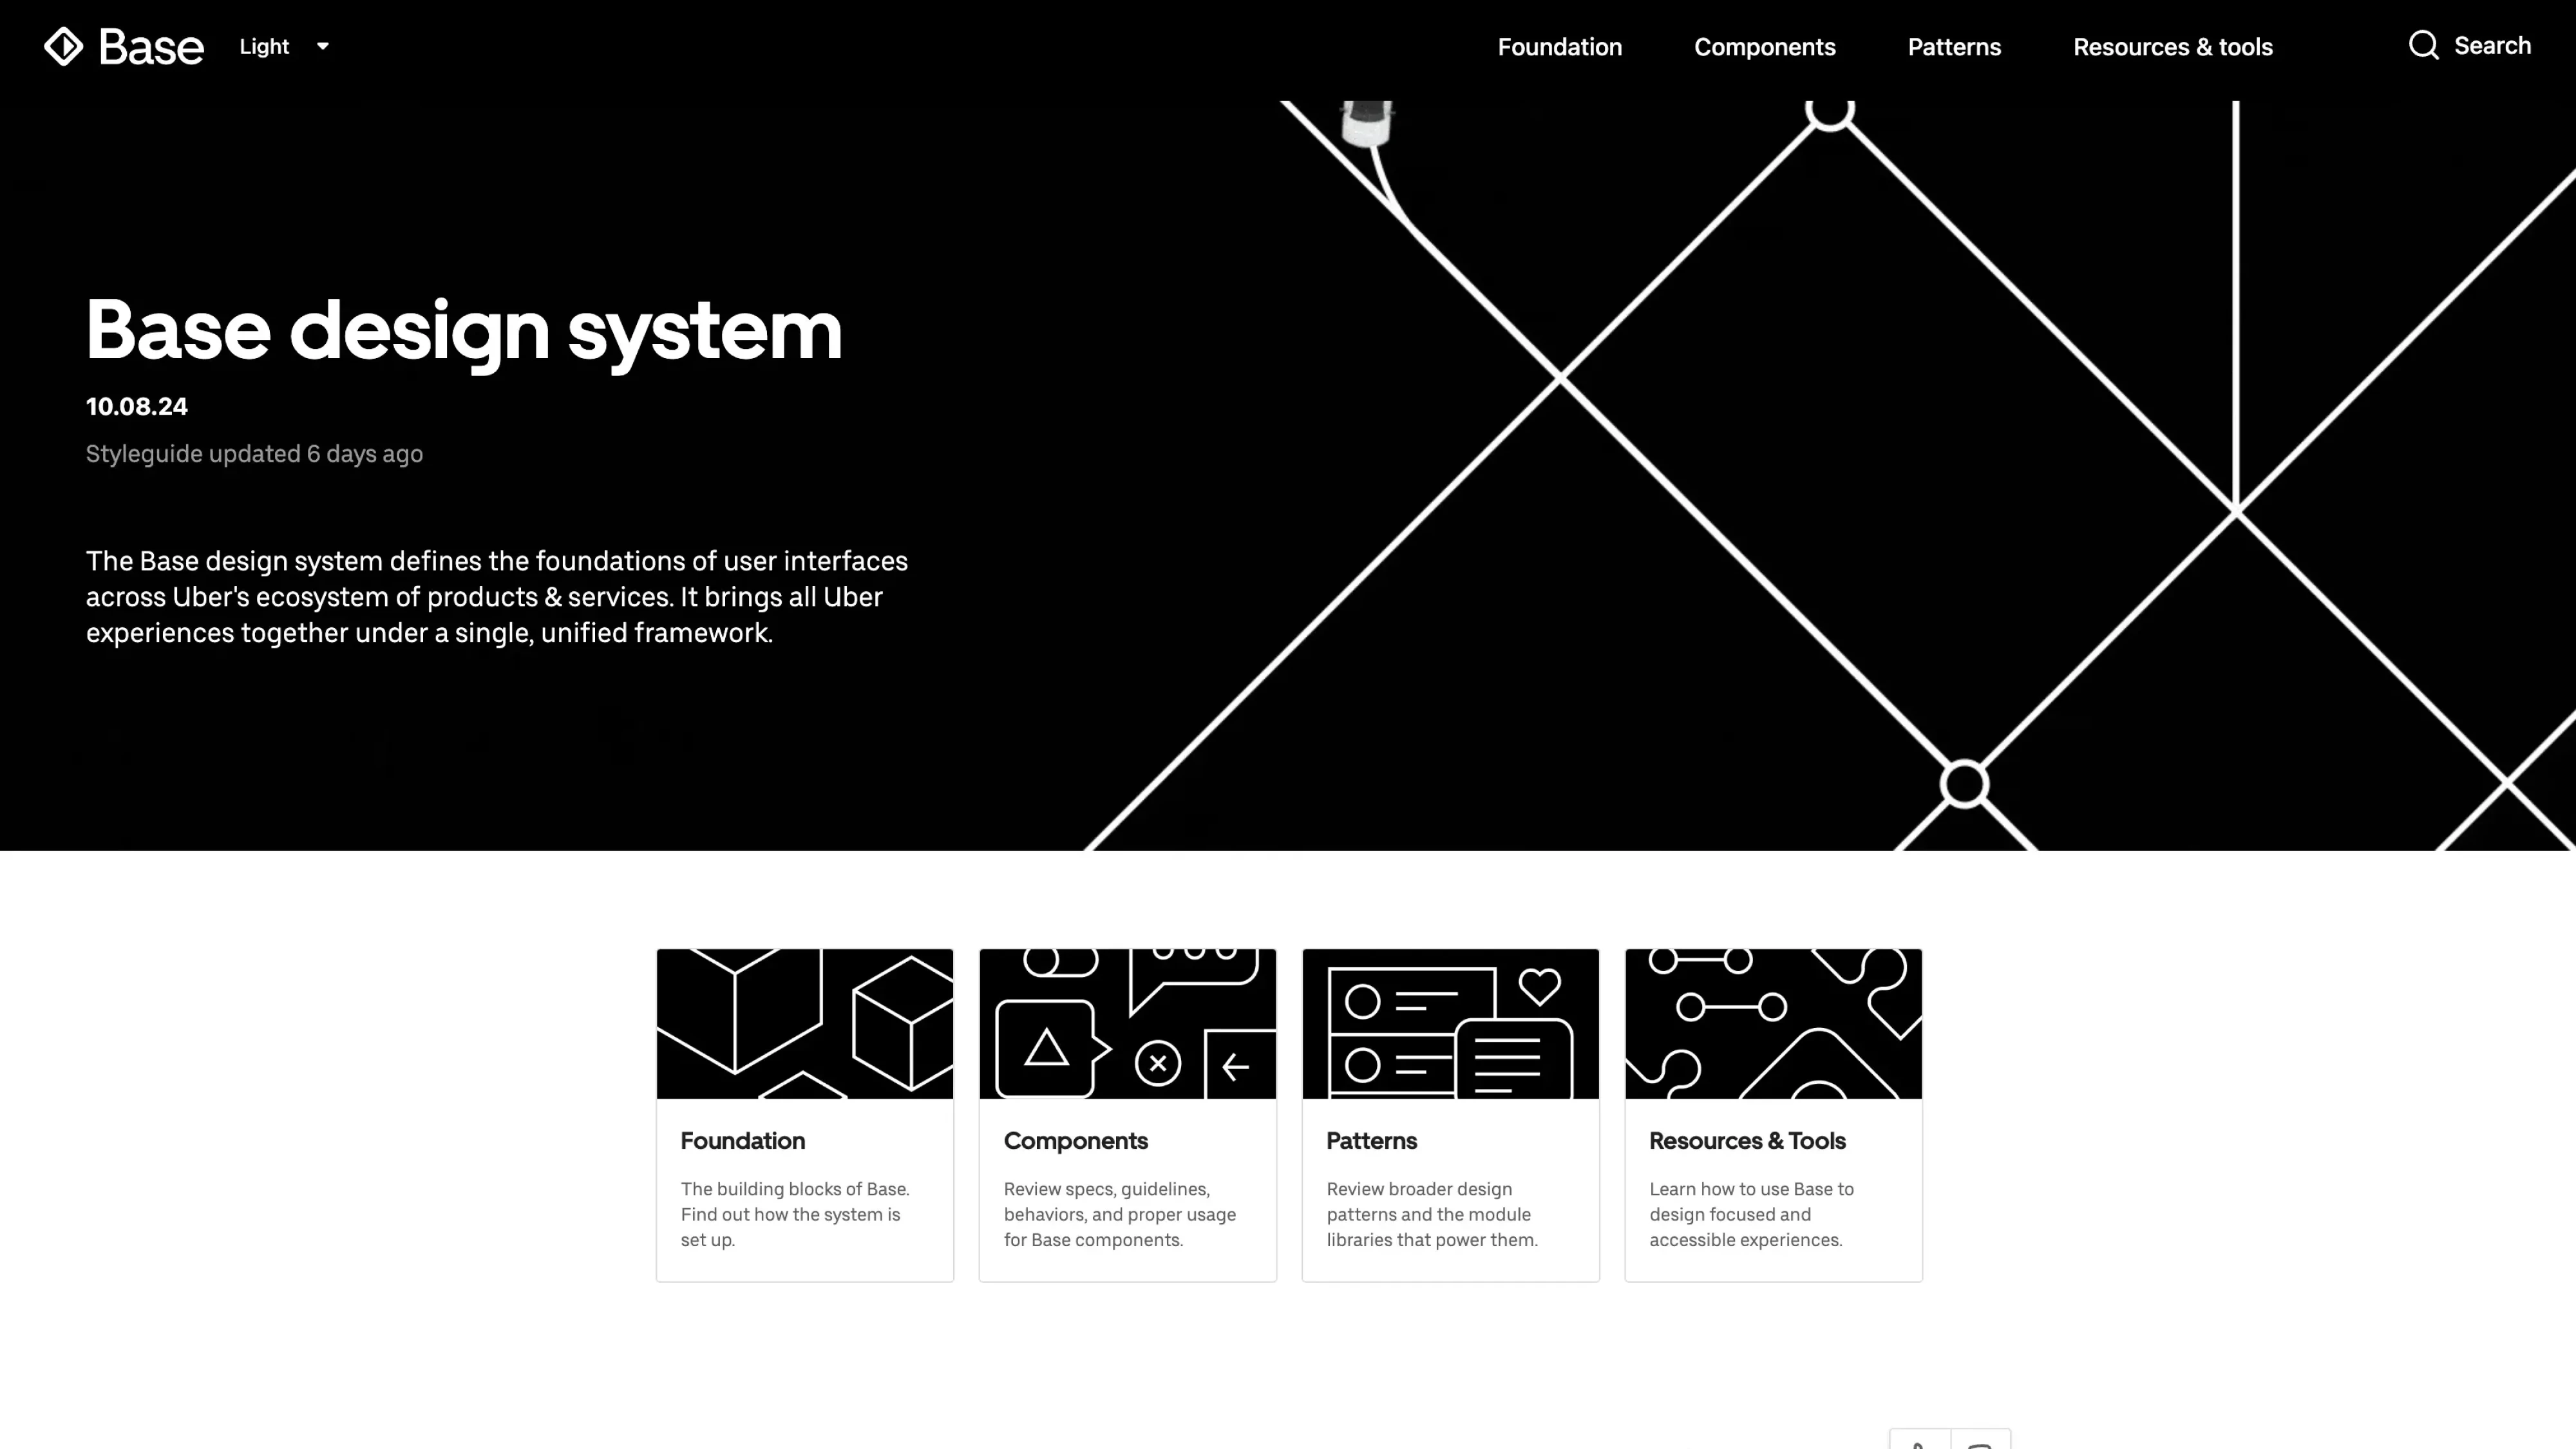 Base
Light
Foundation
Components
Patterns
Resources & tools
Search
Base design system
10.08.24
Styleguide updated 6 days ago
The Base design system defines the foundations of user interfaces
across Uber's ecosystem of products & services. It brings all Uber
experiences together under a single, unified framework.
Foundation
The building blocks of Base.
Find out how the system is
set up.
Components
Review specs, guidelines,
behaviors, and proper usage
for Base components.
Patterns
Review broader design
patterns and the module
libraries that power them.
Resources & Tools
Learn how to use Base to
design focused and
accessible experiences.